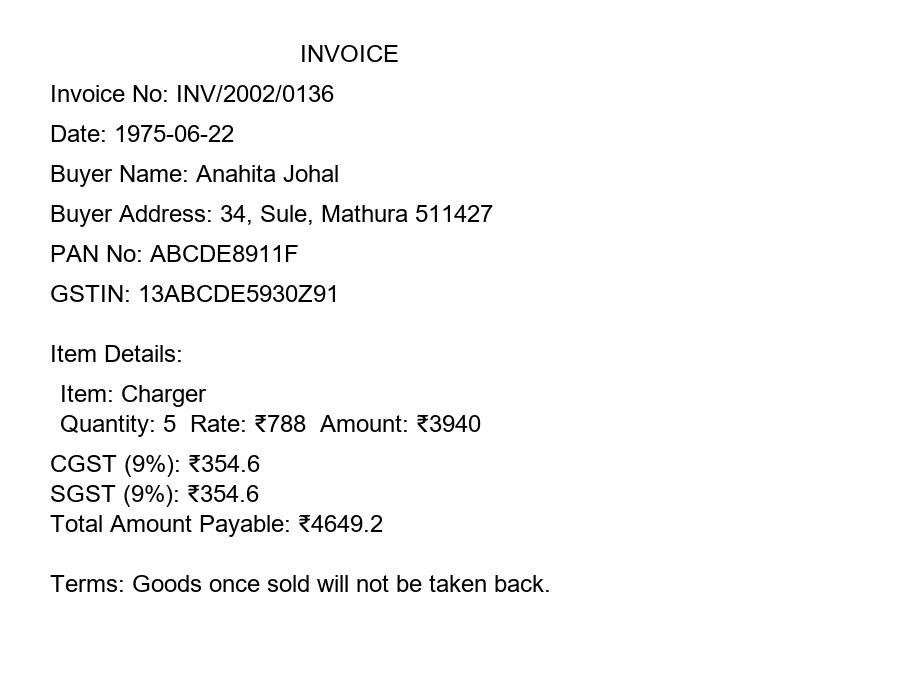 INVOICE
Invoice No: INV/2002/0136
Date: 1975-06-22
Buyer Name: Anahita Johal
Buyer Address: 34, Sule, Mathura 511427
PAN No: ABCDE8911F
GSTIN: 13ABCDE5930Z91
Item Details:
Item: Charger
Quantity: 5 Rate: ₹788 Amount: ₹3940
CGST (9%): ₹354.6
SGST (9%): ₹354.6
Total Amount Payable: ₹4649.2
Terms: Goods once sold will not be taken back.